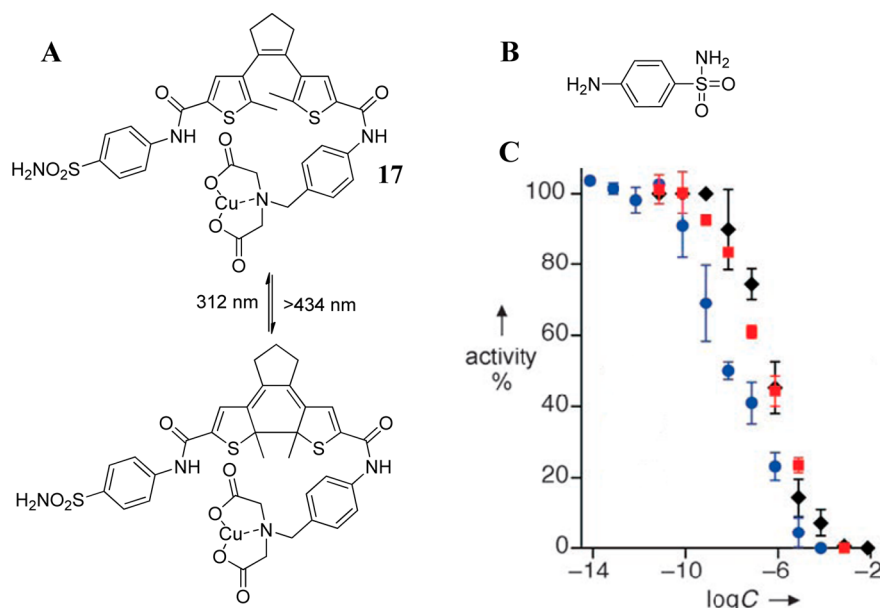 A
B
O
NH
S
S
O
NH
H2NO2S
O
O
Cu
N
O
O
17
312 nm
>434 nm
O
NH
S
S
O
NH
H2NO2S
O
O
Cu
N
O
O
H2N
NH2
S
O
O
C
100
80
60
40
20
0
activity
%
−14
−10
−6
−2
logC